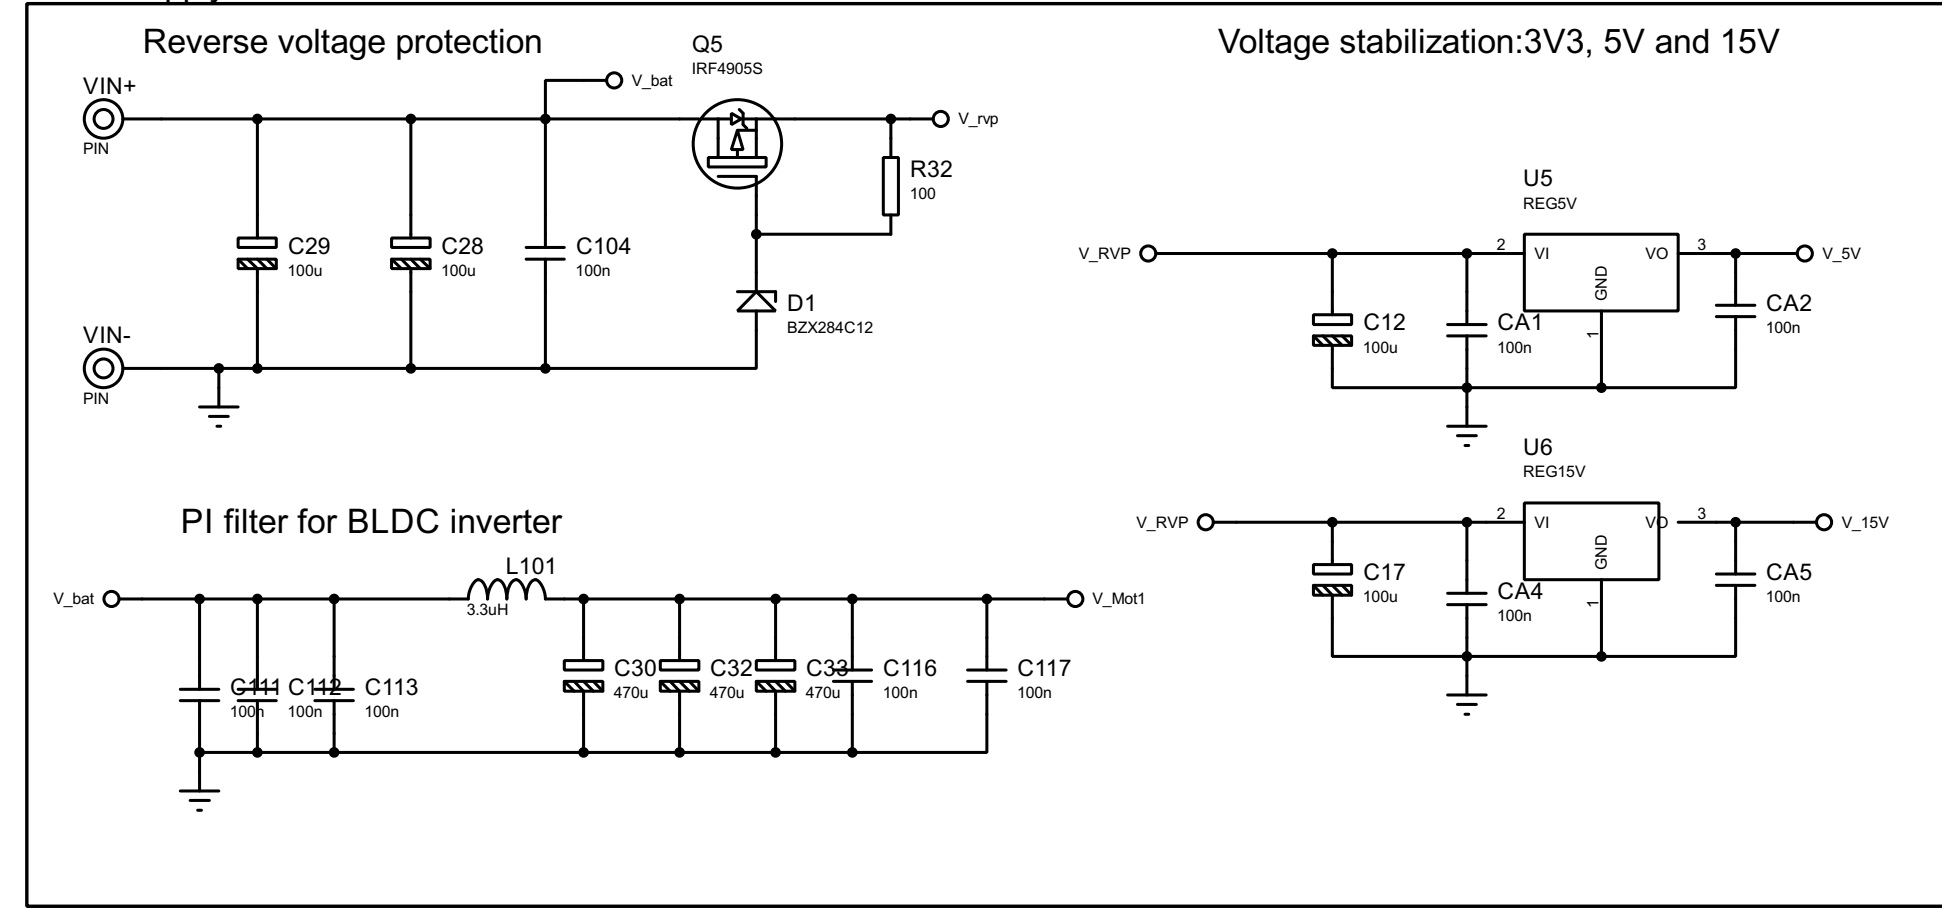 Reverse voltage protection
Voltage stabilization:3V3, 5V and 15V
Q5
IRF4905S
VIN+
PIN
V_bat
V_rvp
R32
100
C29
100u
C28
100u
C104
100n
D1
BZX284C12
VIN-
PIN
U5
REG5V
V_RVP
2
VI
VO
3
V_5V
GND
1
C12
100u
CA1
100n
CA2
100n
U6
REG15V
V_RVP
2
VI
VO
3
V_15V
GND
1
C17
100u
CA4
100n
CA5
100n
PI filter for BLDC inverter
L101
3.3uH
V_bat
V_Mot1
C111
100n
C112
100n
C113
100n
C30
470u
C32
470u
C33
470u
C116
100n
C117
100n